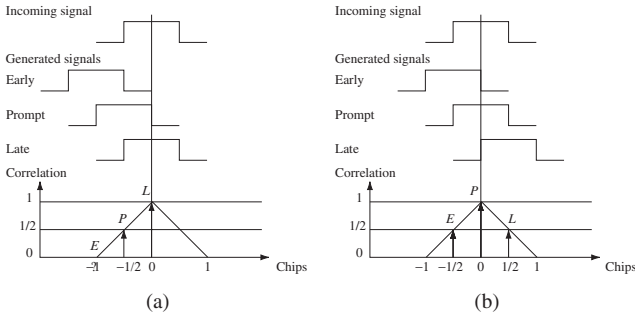 Incoming signal
Generated signals
Early
Prompt
Late
Correlation
L
1
P
1/2
E
0
−1/2
0
1
Chips
(a)
Incoming signal
Generated signals
Early
Prompt
Late
Correlation
P
1
E
L
1/2
0
−1
−1/2
0
1/2
1
Chips
(b)